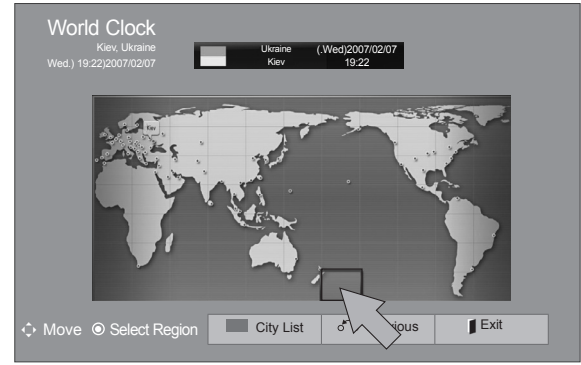 World Clock
Kiev, Ukraine
Wed.) 19:22)2007/02/07
Ukraine (.Wed)2007/02/07
Kiev 19:22
Kiev
Move Select Region City List Exit